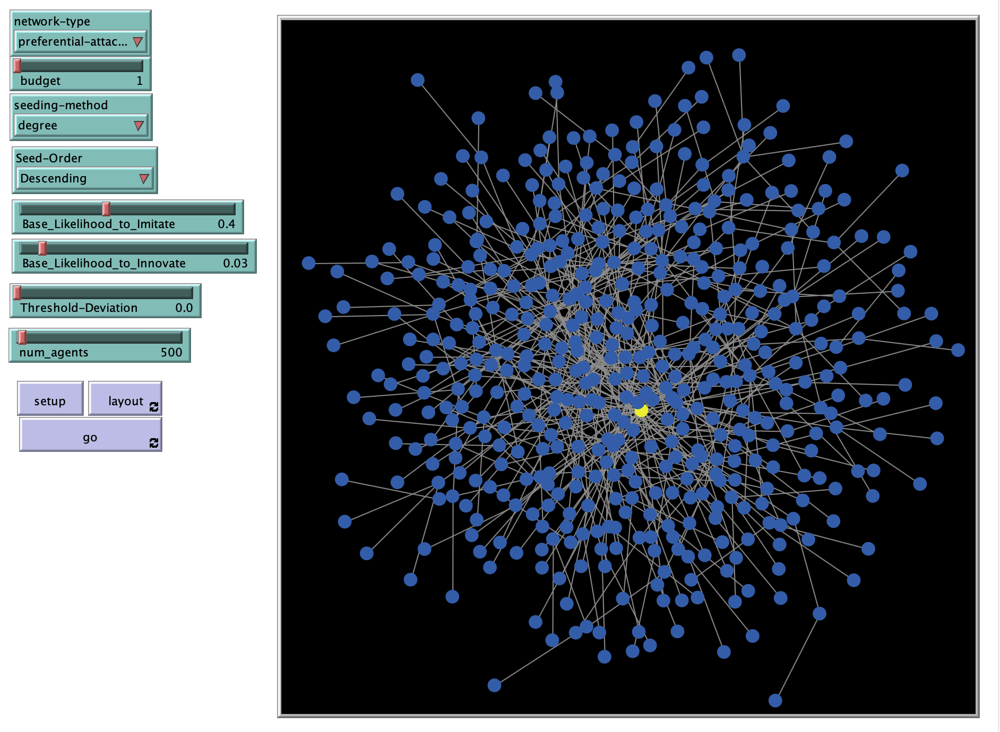 network-type
preferential-attac...
budget 1
seeding-method
degree
Seed-Order
Descending
Base_Likelihood_to_Imitate 0.4
Base_Likelihood_to_Innovate 0.03
Threshold-Deviation 0.0
num_agents 500
setup layout
go